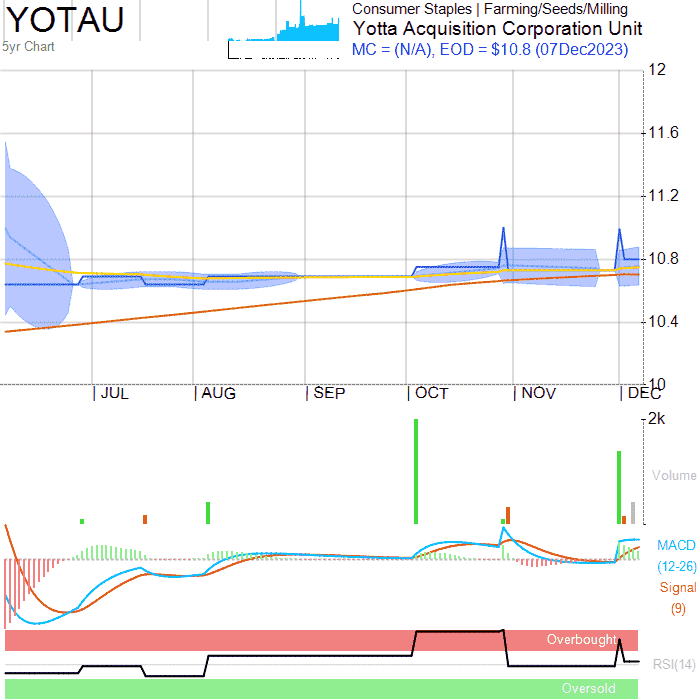 YOTAU
5yr Chart
Consumer Staples | Farming/Seeds/Milling
Yotta Acquisition Corporation Unit
MC = (N/A), EOD = $10.8 (07Dec2023)
12
11.6
11.2
10.8
10.4
10
JUL AUG SEP OCT NOV DEC
2k
Volume
MACD
(12-26)
Signal
(9)
Overbought
RSI(14)
Oversold